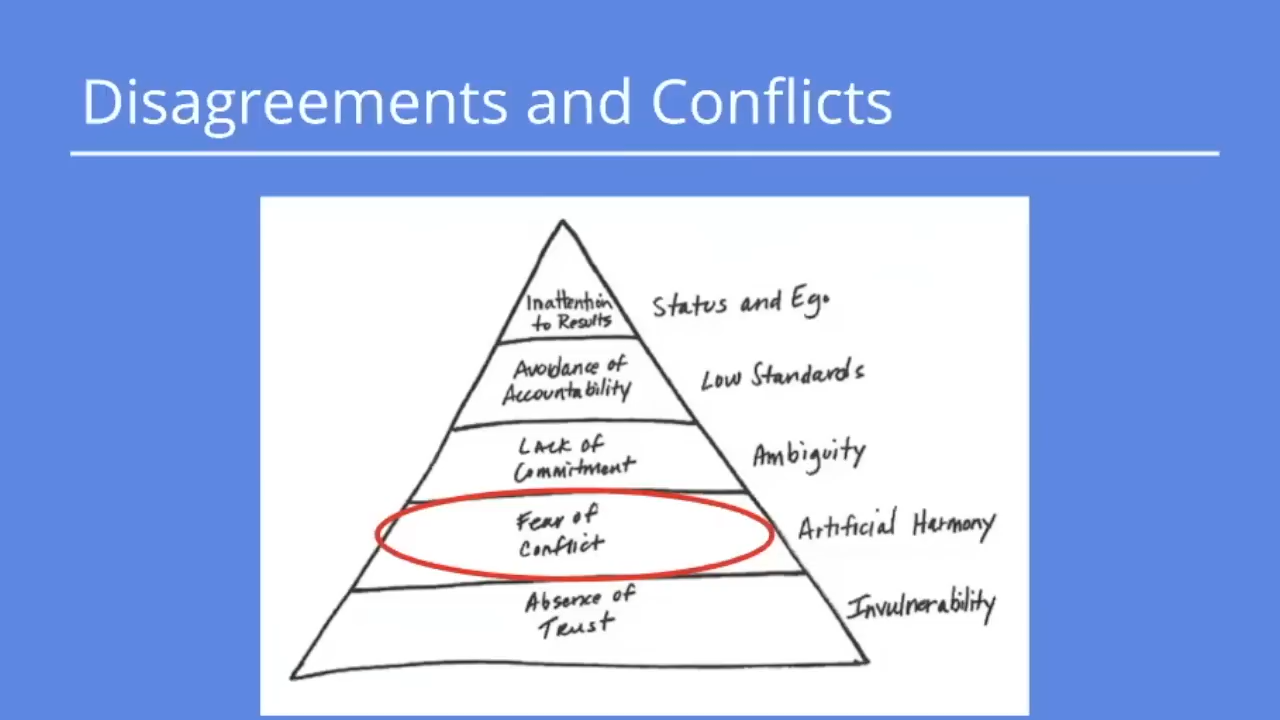 Disagreements and Conflicts
Inattention
to Results
Status and Ego
Avoidance of
Accountability
Low Standards
Lack of
Commitment
Ambiguity
Fear of
Conflict
Artificial Harmony
Absence of
Trust
Invulnerability